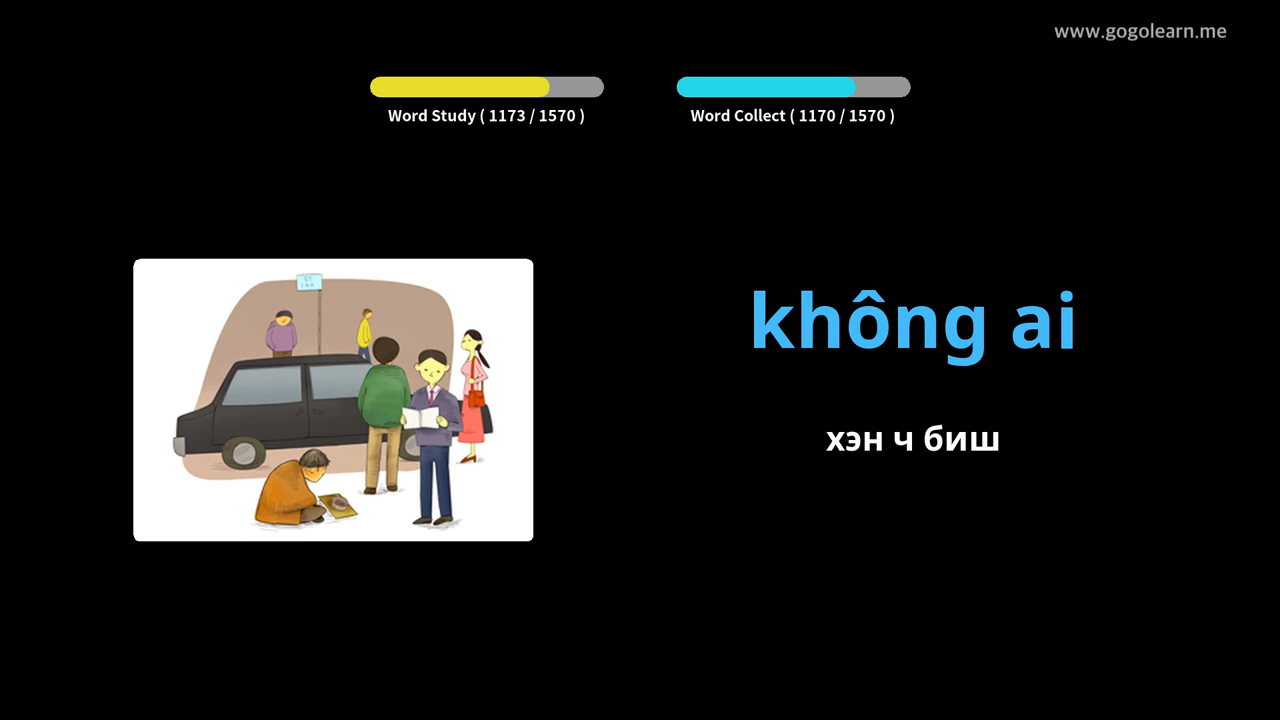 www.gogolearn.me
Word Study ( 1173 / 1570 )
Word Collect ( 1170 / 1570 )
không ai
хэн ч биш